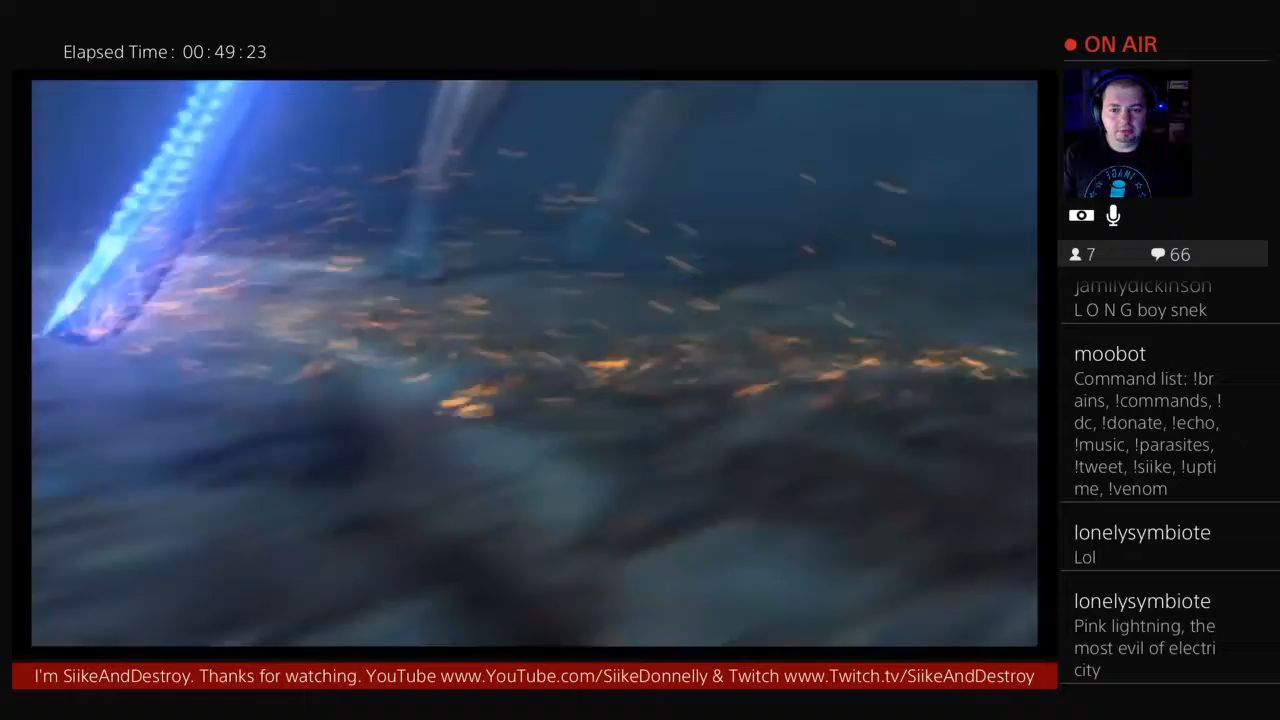 Elapsed Time: 00:49:23
ON AIR
7 66
jamilydickinson
L O N G boy snek
moobot
Command list: !br
ains, !commands, !
dc, !donate, !echo,
!music, !parasites,
!tweet, !siike, !upti
me, !venom
lonelysymbiote
Lol
lonelysymbiote
Pink lightning, the
most evil of electri
city
I'm SiikeAndDestroy. Thanks for watching. YouTube www.YouTube.com/SiikeDonnelly & Twitch www.Twitch.tv/SiikeAndDestroy